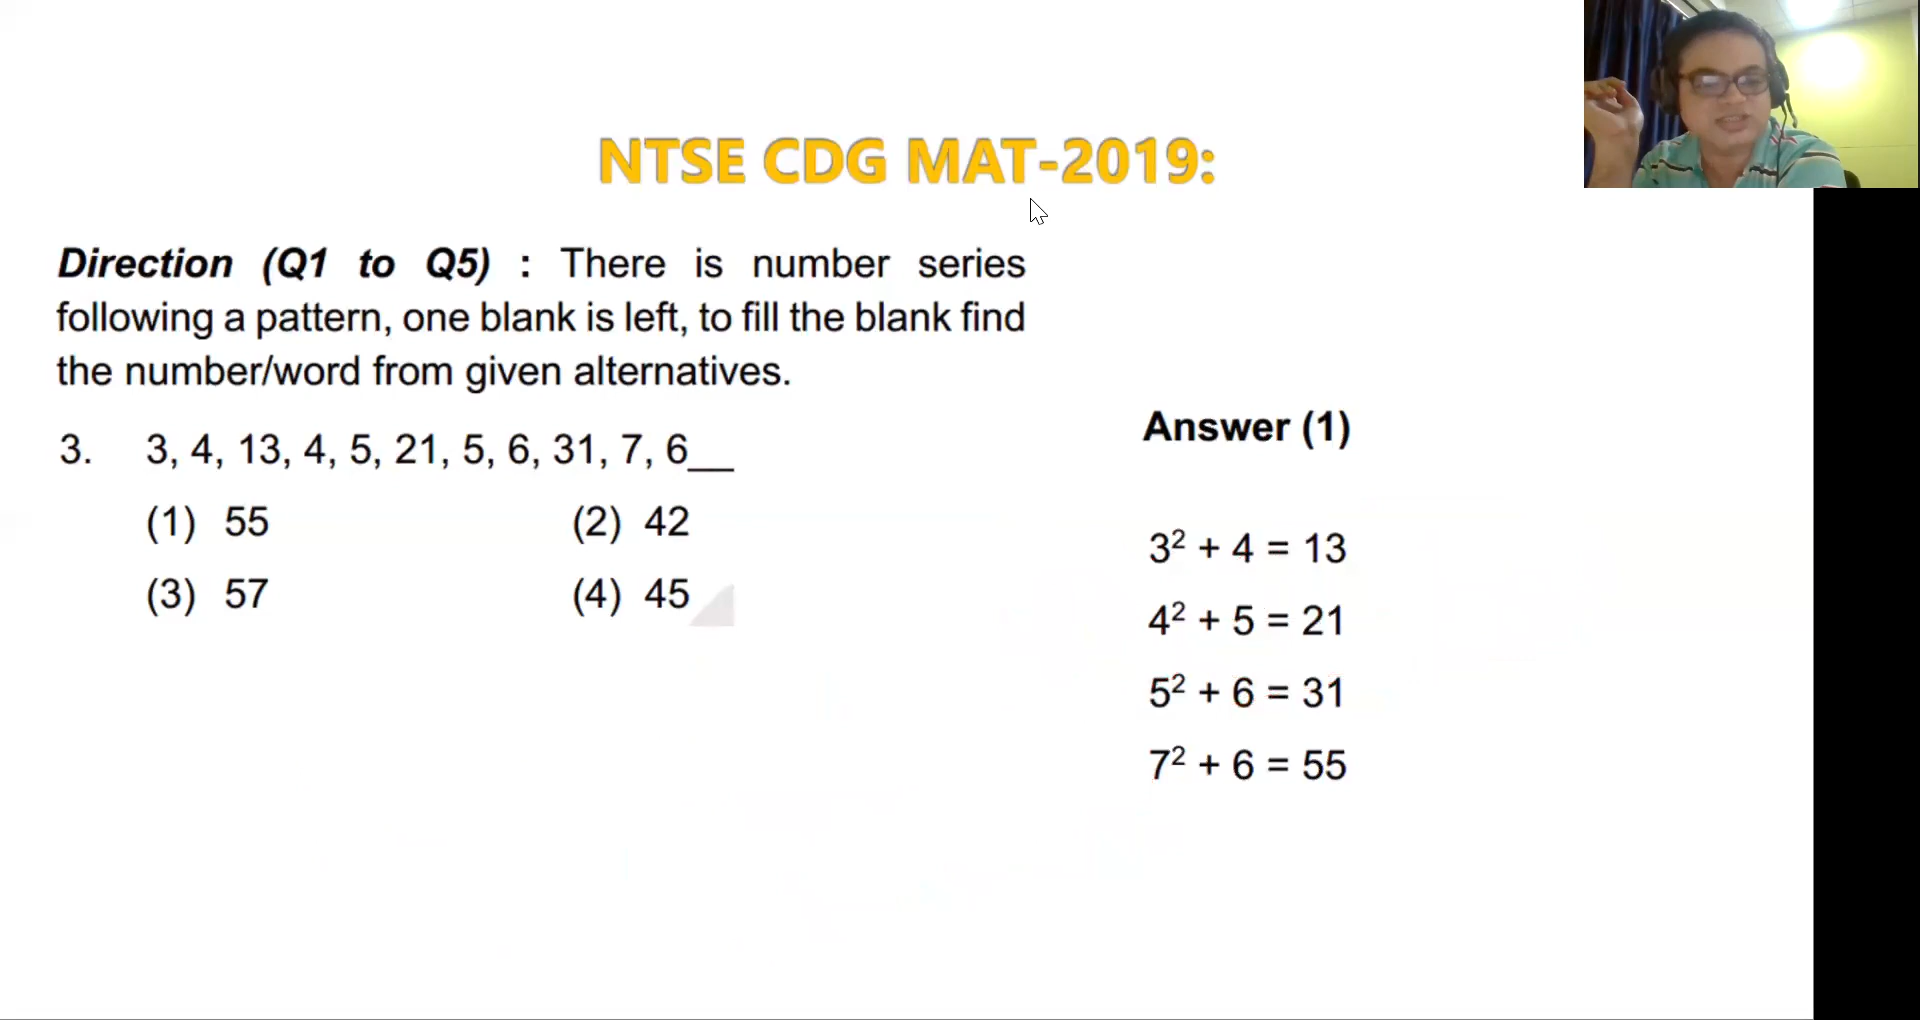 NTSE CDG MAT-2019:
Direction (Q1 to Q5) : There is number series
following a pattern, one blank is left, to fill the blank find
the number/word from given alternatives.
3. 3, 4, 13, 4, 5, 21, 5, 6, 31, 7, 6__
(1) 55 (2) 42
(3) 57 (4) 45
Answer (1)
3² + 4 = 13
4² + 5 = 21
5² + 6 = 31
7² + 6 = 55